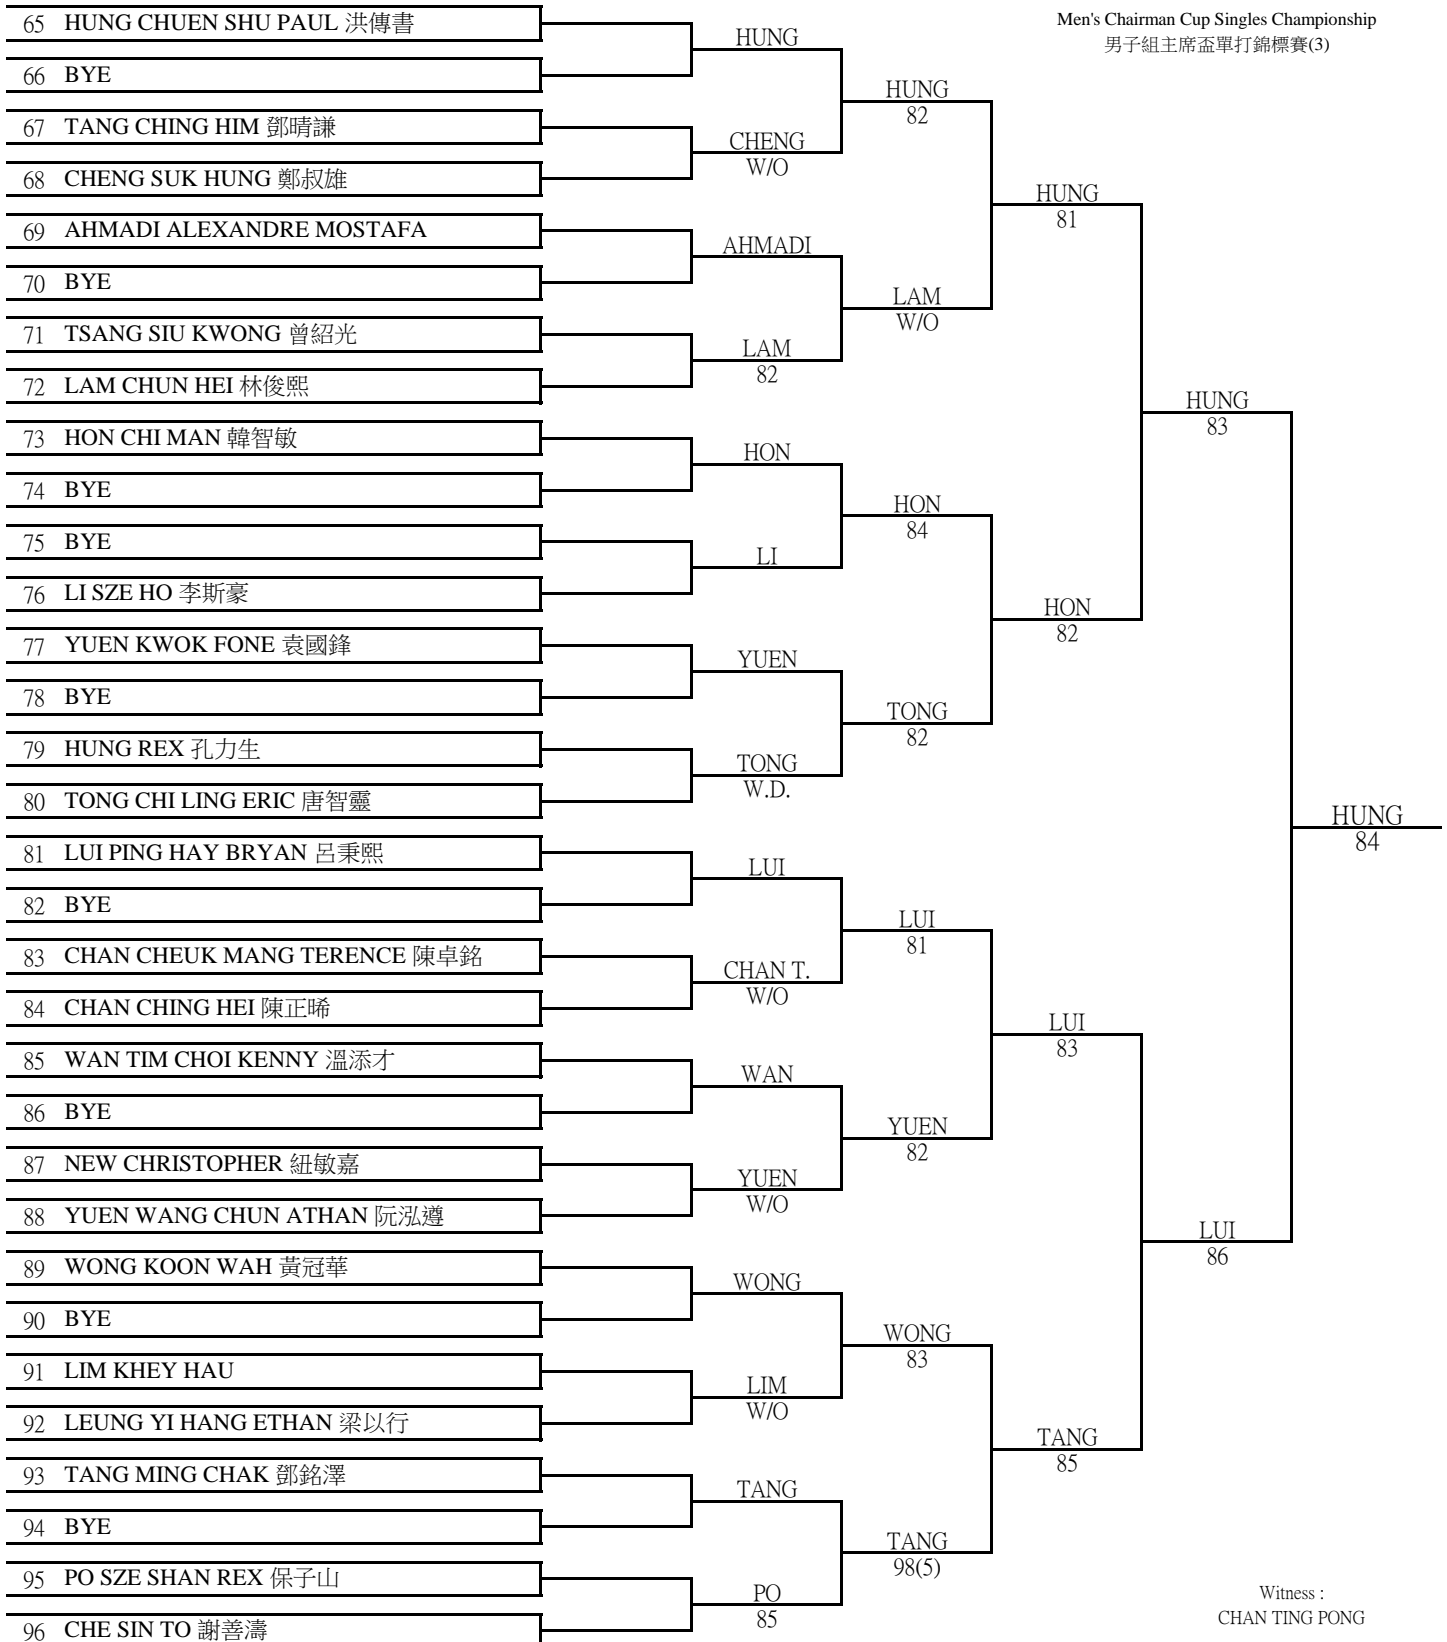 Men's Chairman Cup Singles Championship
男子組主席盃單打錦標賽(3)
65 HUNG CHUEN SHU PAUL 洪傳書
66 BYE
67 TANG CHING HIM 鄧晴謙
68 CHENG SUK HUNG 鄭叔雄
69 AHMADI ALEXANDRE MOSTAFA
70 BYE
71 TSANG SIU KWONG 曾紹光
72 LAM CHUN HEI 林俊熙
73 HON CHI MAN 韓智敏
74 BYE
75 BYE
76 LI SZE HO 李斯豪
77 YUEN KWOK FONE 袁國鋒
78 BYE
79 HUNG REX 孔力生
80 TONG CHI LING ERIC 唐智靈
81 LUI PING HAY BRYAN 呂秉熙
82 BYE
83 CHAN CHEUK MANG TERENCE 陳卓銘
84 CHAN CHING HEI 陳正晞
85 WAN TIM CHOI KENNY 溫添才
86 BYE
87 NEW CHRISTOPHER 紐敏嘉
88 YUEN WANG CHUN ATHAN 阮泓遵
89 WONG KOON WAH 黃冠華
90 BYE
91 LIM KHEY HAU
92 LEUNG YI HANG ETHAN 梁以行
93 TANG MING CHAK 鄧銘澤
94 BYE
95 PO SZE SHAN REX 保子山
96 CHE SIN TO 謝善濤
HUNG
CHENG
W/O
AHMADI
LAM
82
HON
LI
YUEN
TONG
W.D.
LUI
CHAN T.
W/O
WAN
YUEN
W/O
WONG
LIM
W/O
TANG
PO
85
HUNG
82
LAM
W/O
HON
84
TONG
82
LUI
81
YUEN
82
WONG
83
TANG
98(5)
HUNG
81
HON
82
LUI
83
TANG
85
HUNG
83
LUI
86
HUNG
84
Witness :
CHAN TING PONG